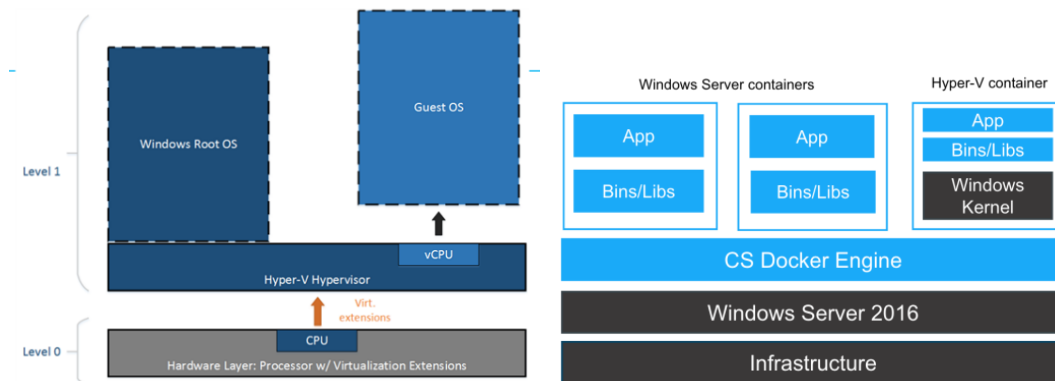 Level 1
Windows Root OS
Guest OS
vCPU
Hyper-V Hypervisor
Virt.
extensions
Level 0
CPU
Hardware Layer: Processor w/ Virtualization Extensions
Windows Server containers
Hyper-V container
App
Bins/Libs
App
Bins/Libs
App
Bins/Libs
Windows
Kernel
CS Docker Engine
Windows Server 2016
Infrastructure